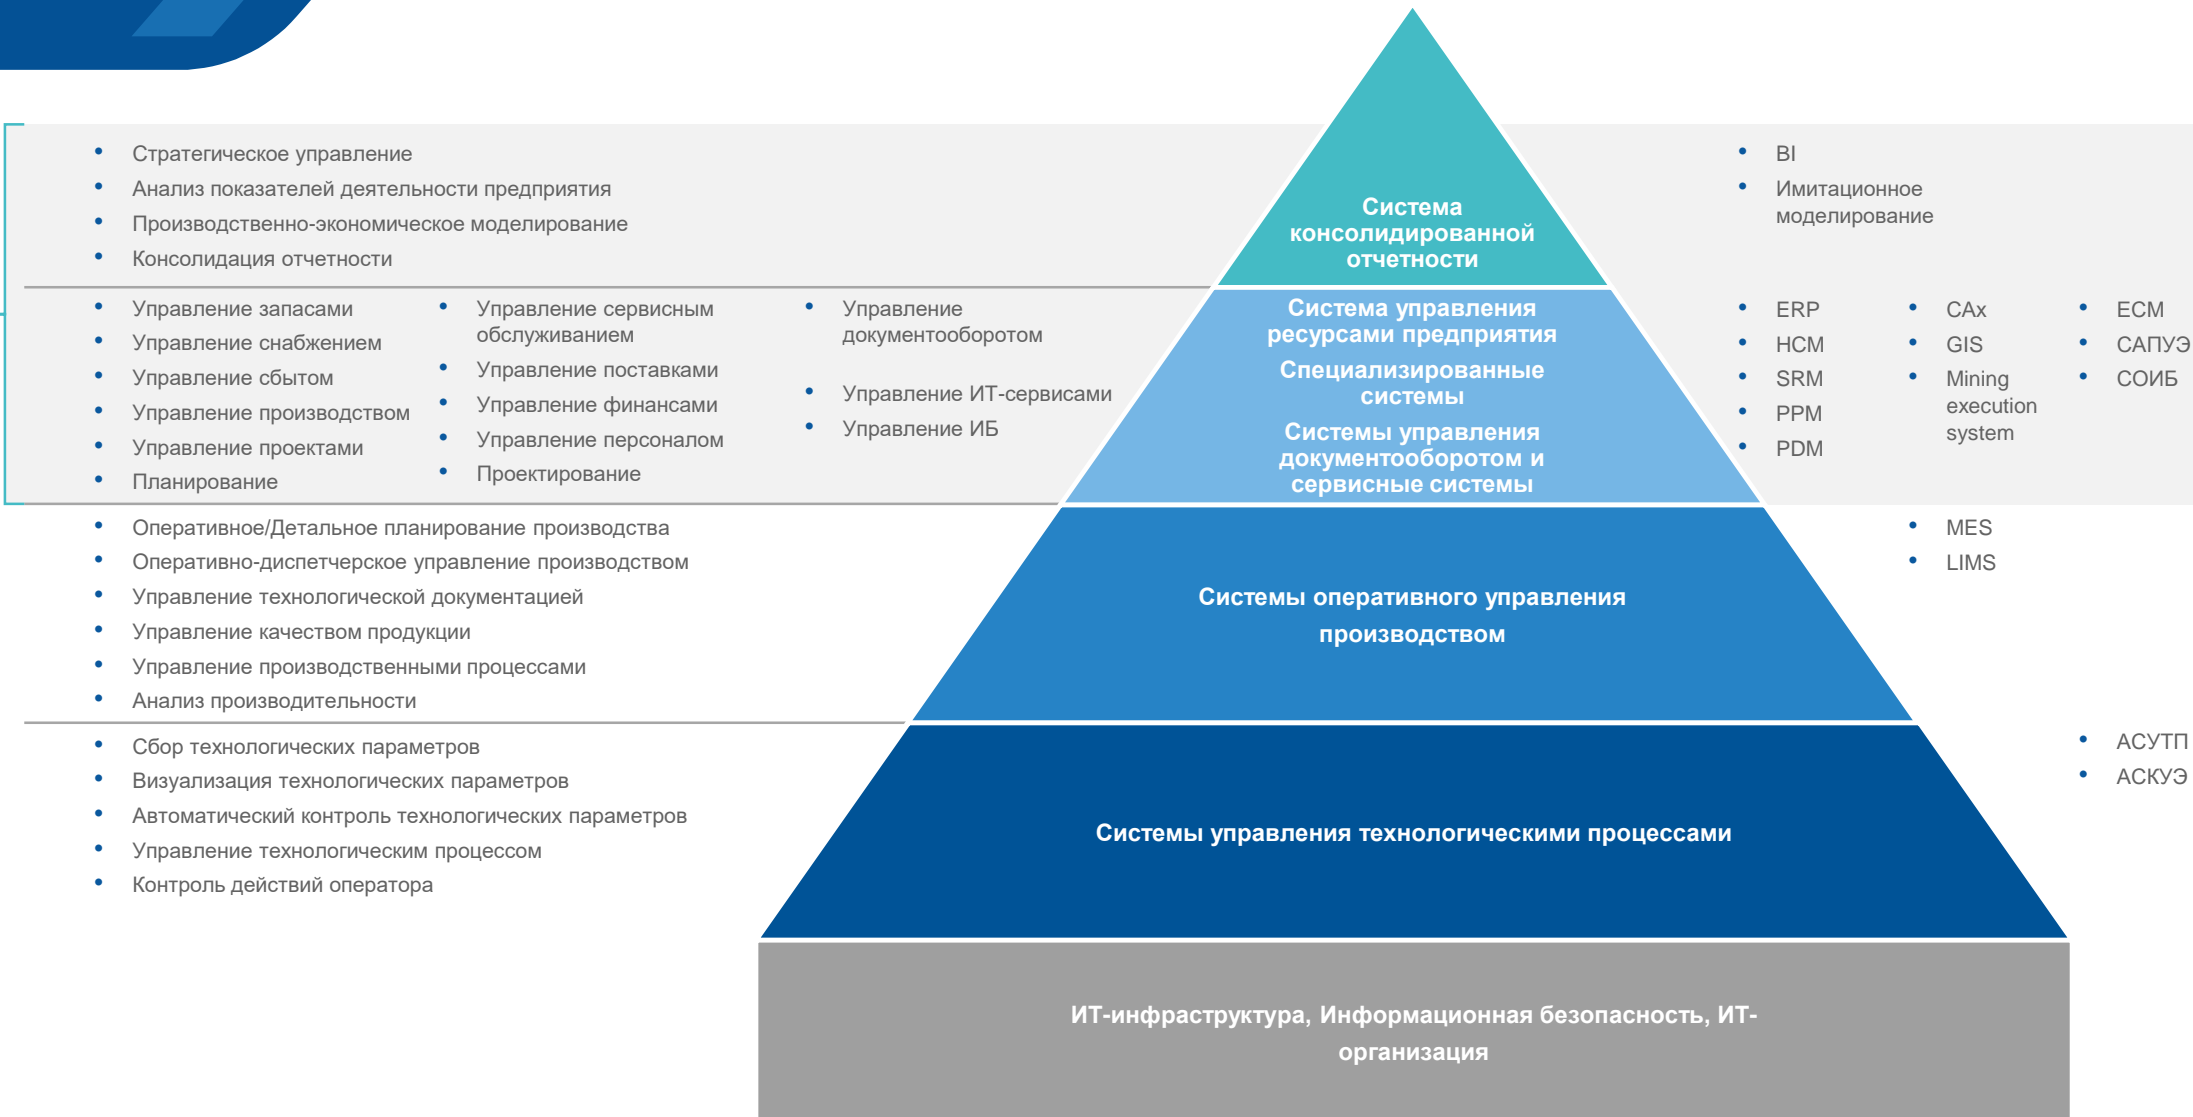 Стратегическое управление
Анализ показателей деятельности предприятия
Производственно-экономическое моделирование
Консолидация отчетности
Система
консолидированной
отчетности
BI
Имитационное
моделирование
Управление запасами
Управление снабжением
Управление сбытом
Управление производством
Управление проектами
Планирование
Управление сервисным
обслуживанием
Управление поставками
Управление финансами
Управление персоналом
Проектирование
Управление
документооборотом
Управление ИТ-сервисами
Управление ИБ
Система управления
ресурсами предприятия
Специализированные
системы
Системы управления
документооборотом и
сервисные системы
ERP
HCM
SRM
PPM
PDM
CAx
GIS
Mining
execution
system
ECM
САПУЭ
СОИБ
Оперативное/Детальное планирование производства
Оперативно-диспетчерское управление производством
Управление технологической документацией
Управление качеством продукции
Управление производственными процессами
Анализ производительности
Системы оперативного управления
производством
MES
LIMS
Сбор технологических параметров
Визуализация технологических параметров
Автоматический контроль технологических параметров
Управление технологическим процессом
Контроль действий оператора
Системы управления технологическими процессами
АСУТП
АСКУЭ
ИТ-инфраструктура, Информационная безопасность, ИТ-
организация